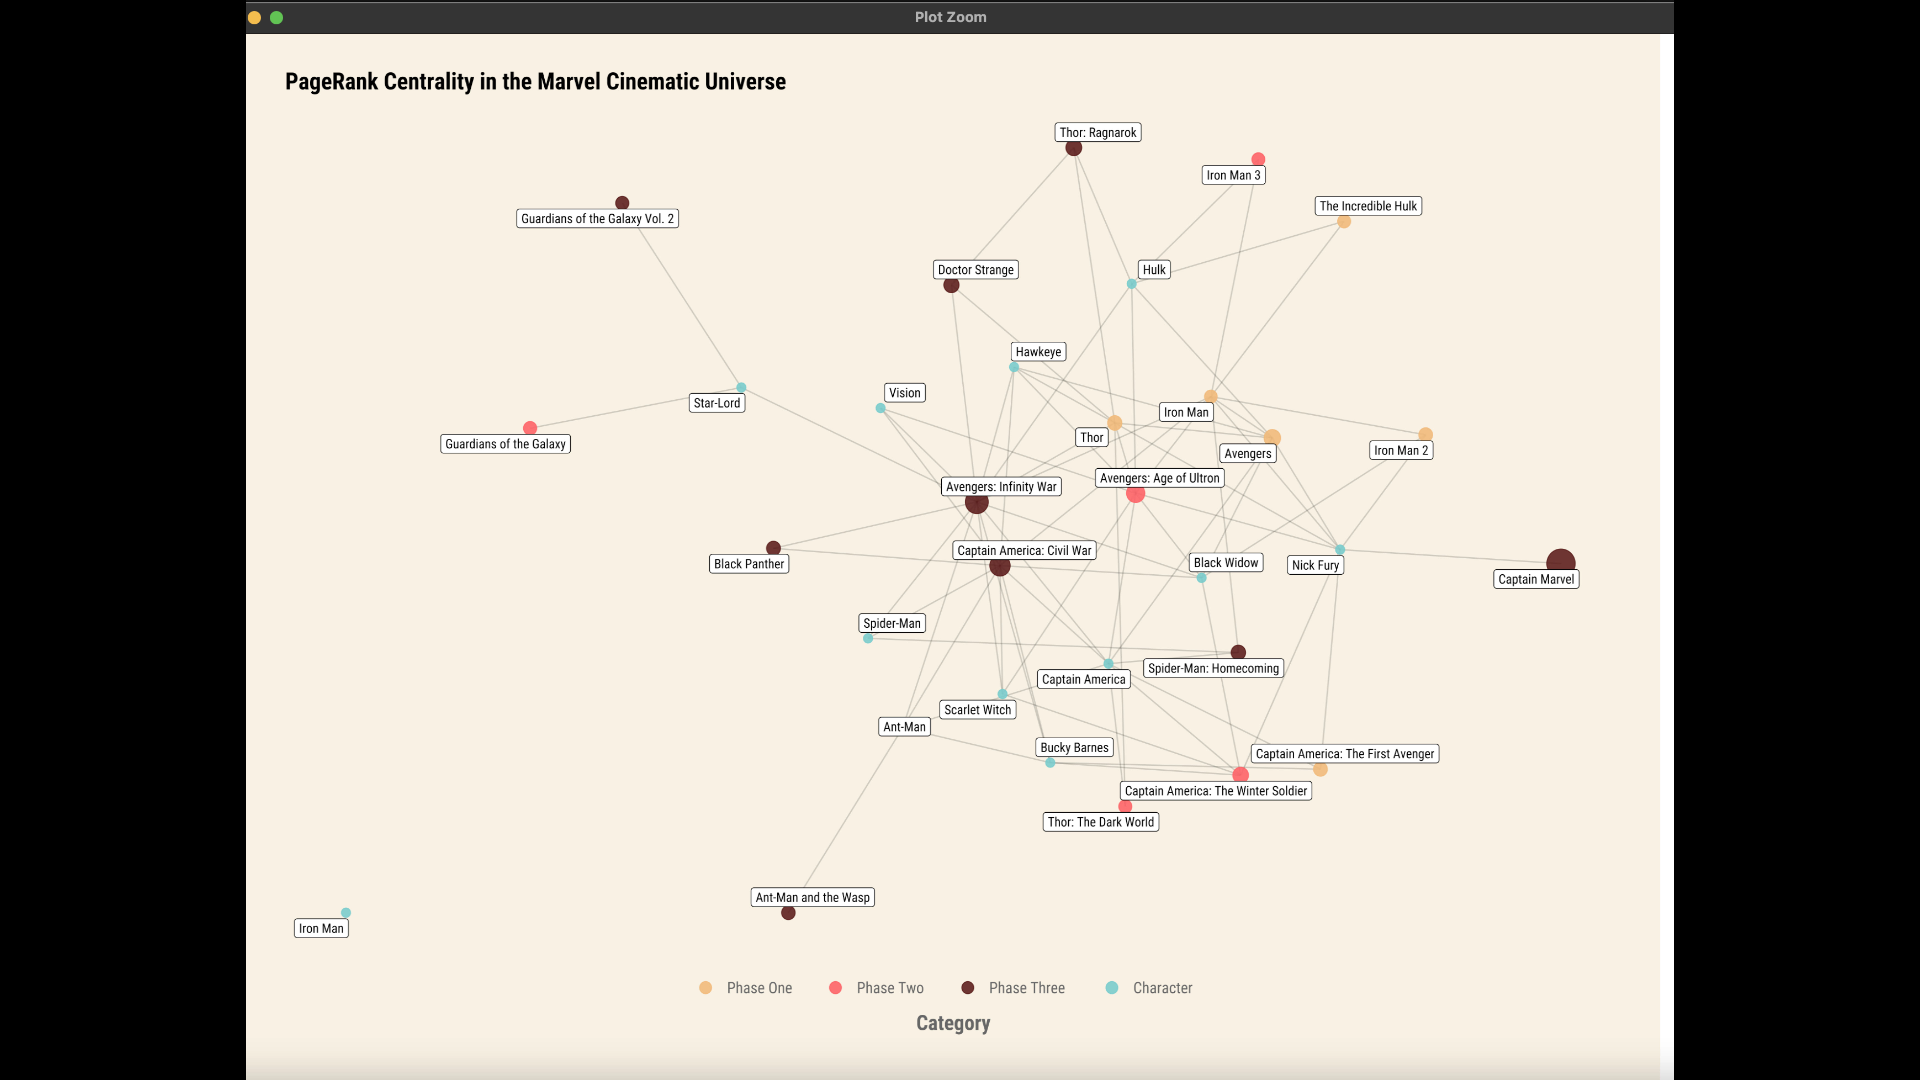 Plot Zoom
PageRank Centrality in the Marvel Cinematic Universe
Thor: Ragnarok
Iron Man 3
The Incredible Hulk
Guardians of the Galaxy Vol. 2
Doctor Strange
Hulk
Hawkeye
Vision
Star-Lord
Iron Man
Thor
Guardians of the Galaxy
Avengers
Iron Man 2
Avengers: Age of Ultron
Avengers: Infinity War
Captain America: Civil War
Black Panther
Black Widow
Nick Fury
Captain Marvel
Spider-Man
Spider-Man: Homecoming
Captain America
Scarlet Witch
Ant-Man
Bucky Barnes
Captain America: The First Avenger
Captain America: The Winter Soldier
Thor: The Dark World
Ant-Man and the Wasp
Iron Man
Phase One
Phase Two
Phase Three
Character
Category